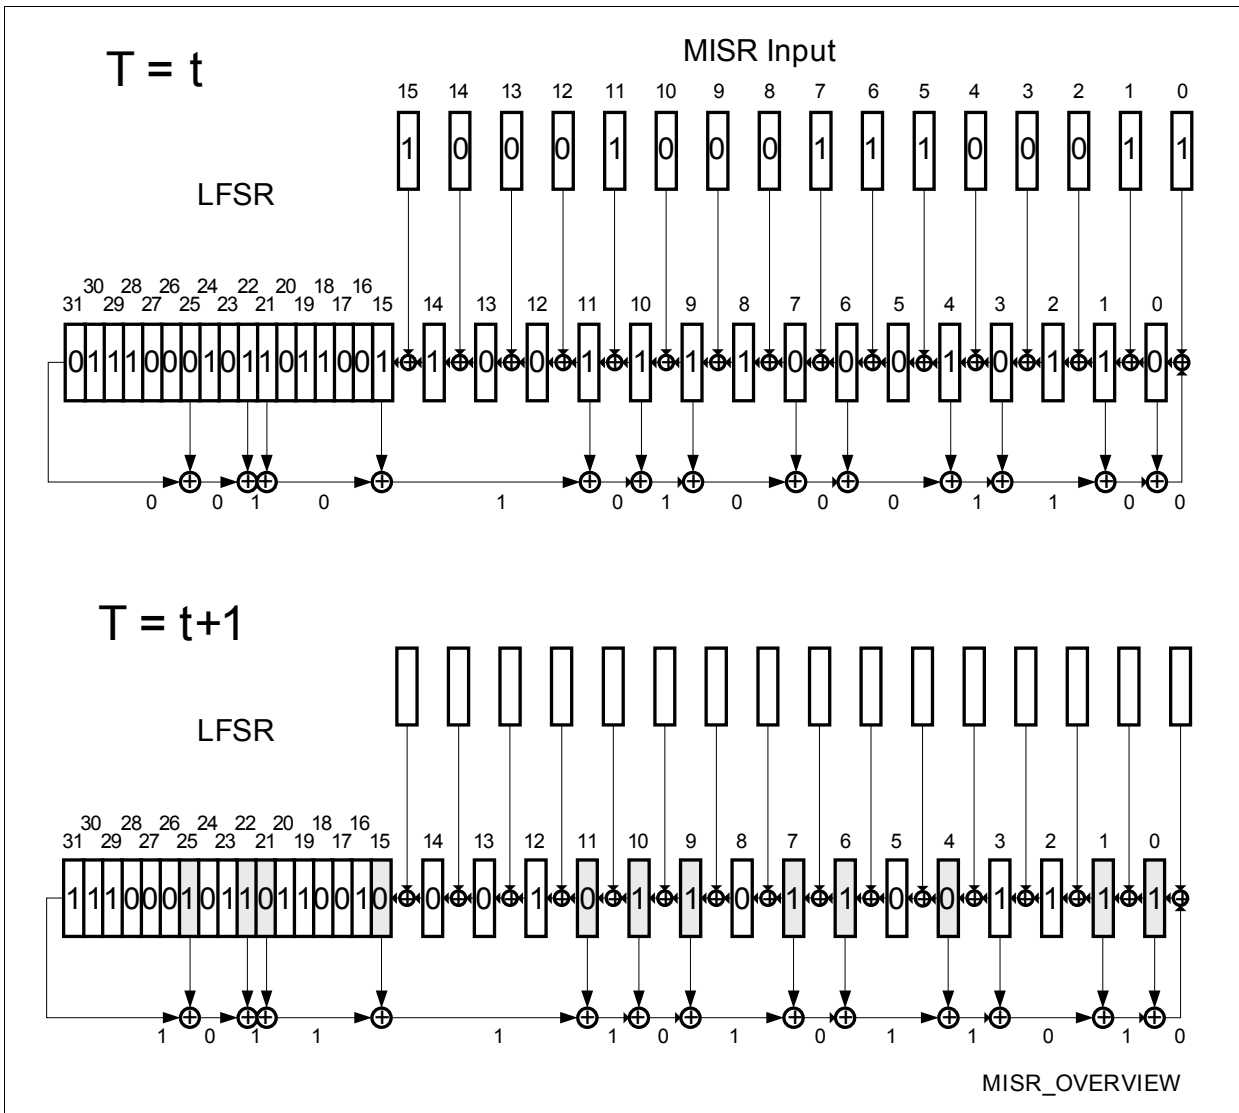 T = t
MISR Input
15 14 13 12 11 10 9 8 7 6 5 4 3 2 1 0
1 0 0 0 1 0 0 0 1 1 1 0 0 0 1 1
LFSR
30 28 26 24 22 20 18 16
31 29 27 25 23 21 19 17 15 14 13 12 11 10 9 8 7 6 5 4 3 2 1 0
0 1 1 1 0 0 0 1 0 1 1 0 1 1 0 0 1 1 0 0 1 1 1 1 0 0 0 1 0 1 1 0
0 0 1 0 1 0 1 0 0 0 1 1 0 0
T = t+1
LFSR
30 28 26 24 22 20 18 16
31 29 27 25 23 21 19 17 15 14 13 12 11 10 9 8 7 6 5 4 3 2 1 0
1 1 1 0 0 0 1 0 1 1 0 1 1 0 0 1 0 0 0 1 0 1 1 0 1 1 0 0 1 1 1 1
1 0 1 1 1 1 0 1 0 1 1 0 1 0
MISR_OVERVIEW